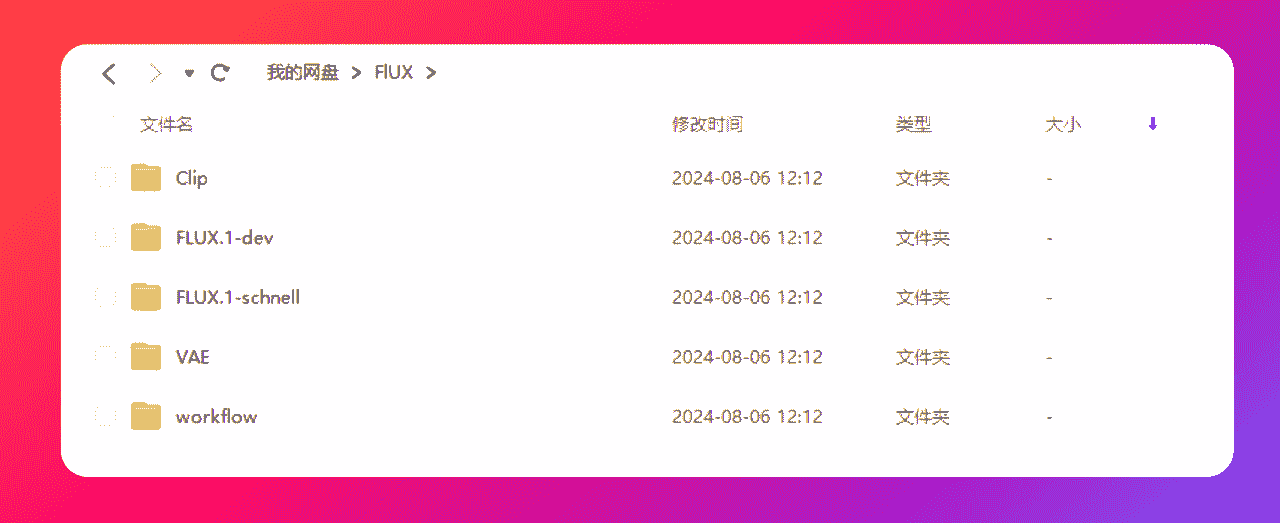 我的网盘 > FlUX >
文件名 修改时间 类型 大小
Clip 2024-08-06 12:12 文件夹 -
FLUX.1-dev 2024-08-06 12:12 文件夹 -
FLUX.1-schnell 2024-08-06 12:12 文件夹 -
VAE 2024-08-06 12:12 文件夹 -
workflow 2024-08-06 12:12 文件夹 -